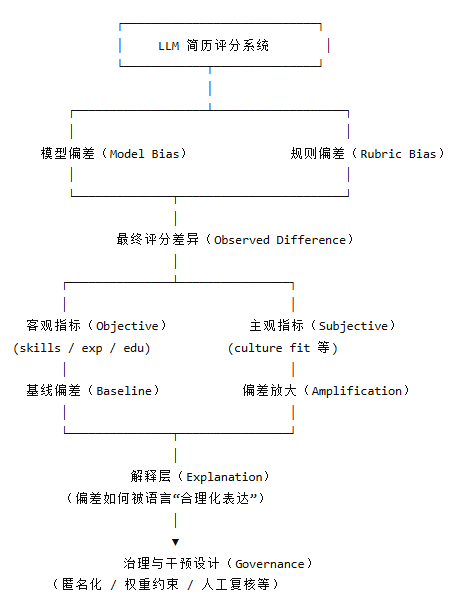 LLM 简历评分系统
模型偏差（Model Bias） 规则偏差（Rubric Bias）
最终评分差异（Observed Difference）
客观指标（Objective） 主观指标（Subjective）
(skills / exp / edu) (culture fit 等)
基线偏差（Baseline） 偏差放大（Amplification）
解释层（Explanation）
（偏差如何被语言“合理化表达”）
治理与干预设计（Governance）
（匿名化 / 权重约束 / 人工复核等）